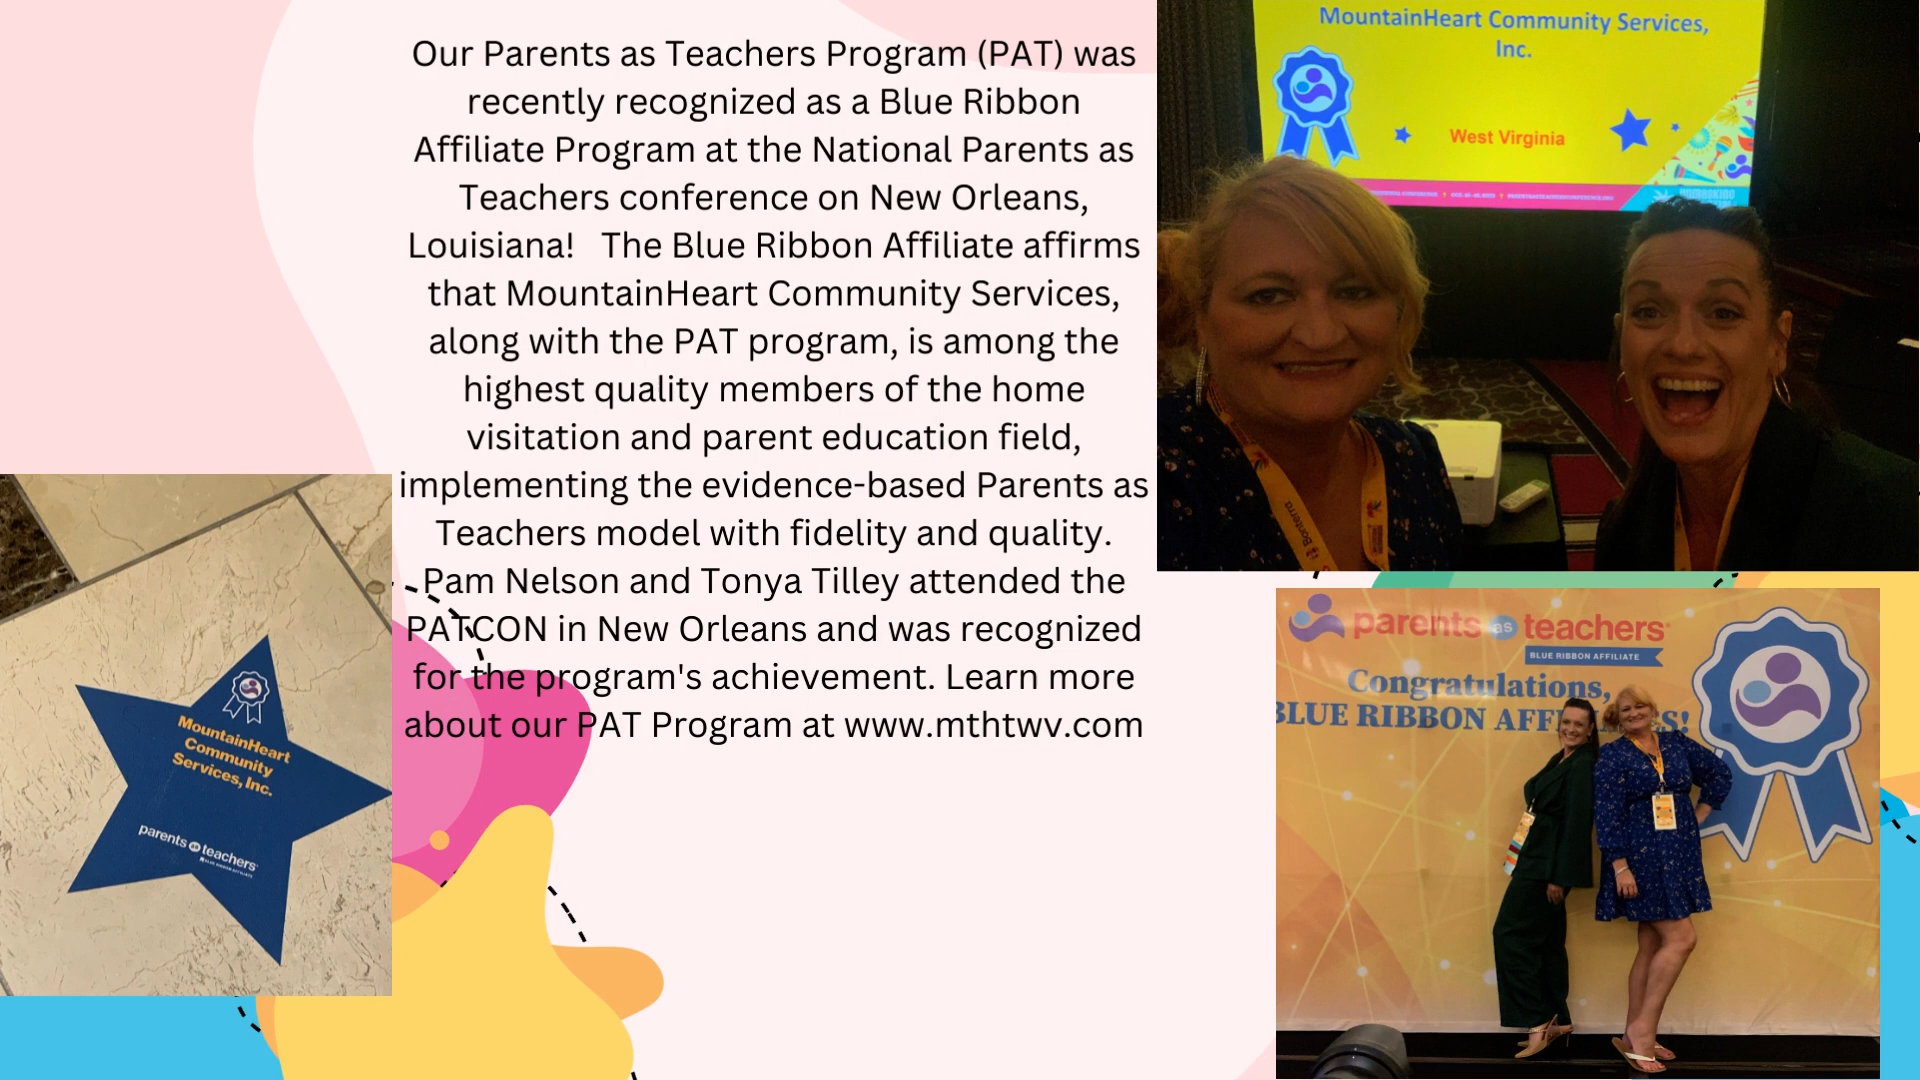 Our Parents as Teachers Program (PAT) was
recently recognized as a Blue Ribbon
Affiliate Program at the National Parents as
Teachers conference on New Orleans,
Louisiana!   The Blue Ribbon Affiliate affirms
that MountainHeart Community Services,
along with the PAT program, is among the
highest quality members of the home
visitation and parent education field,
implementing the evidence-based Parents as
Teachers model with fidelity and quality.
Pam Nelson and Tonya Tilley attended the
PATCON in New Orleans and was recognized
for the program's achievement. Learn more
about our PAT Program at www.mthtwv.com
MountainHeart Community Services,
Inc.
West Virginia
Bonterra
MountainHeart
Community
Services, Inc.
parents as teachers
BLUE RIBBON AFFILIATE
parents as teachers
BLUE RIBBON AFFILIATE
Congratulations,
BLUE RIBBON